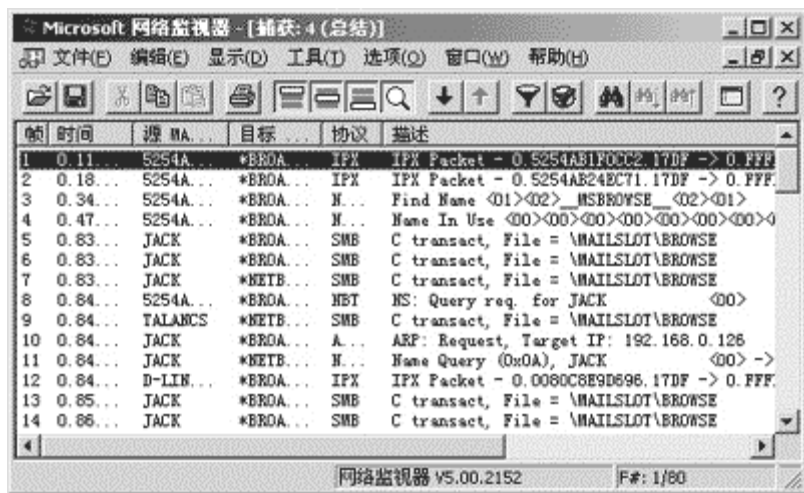 Microsoft 网络监视器 - [捕获:4 (总结)]
文件(F) 编辑(E) 显示(D) 工具(T) 选项(O) 窗口(W) 帮助(H)
帧 时间 源 MA... 目标 ... 协议 描述
1 0.11... 5254A... *BROA... IPX IPX Packet - 0.5254AB1F0CC2.17DF -> 0.FFF
2 0.18... 5254A... *BROA... IPX IPX Packet - 0.5254AB24EC71.17DF -> 0.FFF
3 0.34... 5254A... *BROA... N... Find Name <01><02>__MSBROWSE__<02><01>
4 0.47... 5254A... *BROA... N... Name In Use <00><00><00><00><00><00><00><0
5 0.83... JACK *BROA... SMB C transact, File = \MAILSLOT\BROWSE
6 0.83... JACK *BROA... SMB C transact, File = \MAILSLOT\BROWSE
7 0.83... JACK *NETB... SMB C transact, File = \MAILSLOT\BROWSE
8 0.84... 5254A... *BROA... NBT NS: Query req. for JACK <00>
9 0.84... TALANCS *NETB... SMB C transact, File = \MAILSLOT\BROWSE
10 0.84... JACK *BROA... A... ARP: Request, Target IP: 192.168.0.126
11 0.84... JACK *NETB... N... Name Query (0x0A), JACK <00> ->
12 0.84... D-LIN... *BROA... IPX IPX Packet - 0.0080C8E9D696.17DF -> 0.FFF
13 0.85... JACK *BROA... SMB C transact, File = \MAILSLOT\BROWSE
14 0.86... JACK *BROA... SMB C transact, File = \MAILSLOT\BROWSE
网络监视器 V5.00.2152 F#: 1/80